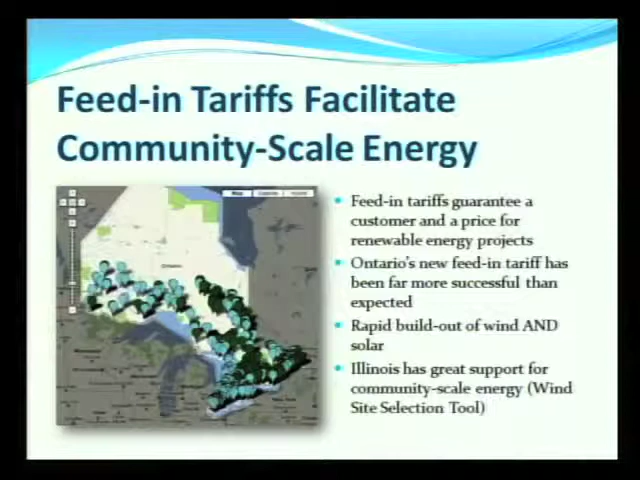 Feed-in Tariffs Facilitate
Community-Scale Energy
Feed-in tariffs guarantee a
customer and a price for
renewable energy projects
Ontario's new feed-in tariff has
been far more successful than
expected
Rapid build-out of wind AND
solar
Illinois has great support for
community-scale energy (Wind
Site Selection Tool)
Map
Ontario